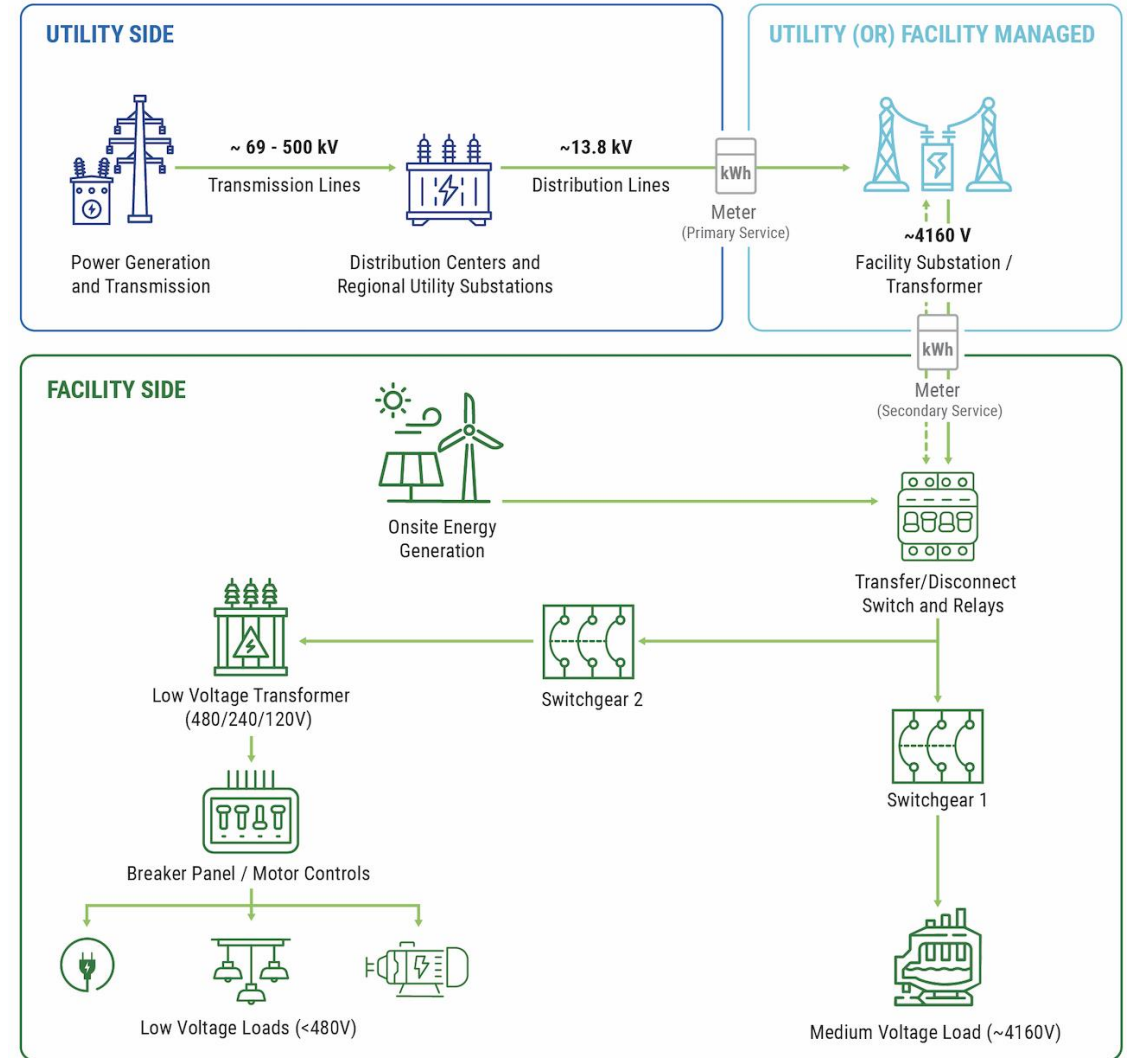 UTILITY SIDE
UTILITY (OR) FACILITY MANAGED
~ 69 - 500 kV
Transmission Lines
~13.8 kV
Distribution Lines
kWh
Meter
(Primary Service)
Power Generation
and Transmission
Distribution Centers and
Regional Utility Substations
~4160 V
Facility Substation /
Transformer
kWh
Meter
(Secondary Service)
FACILITY SIDE
Onsite Energy
Generation
Transfer/Disconnect
Switch and Relays
Low Voltage Transformer
(480/240/120V)
Switchgear 2
Switchgear 1
Breaker Panel / Motor Controls
Low Voltage Loads (<480V)
Medium Voltage Load (~4160V)